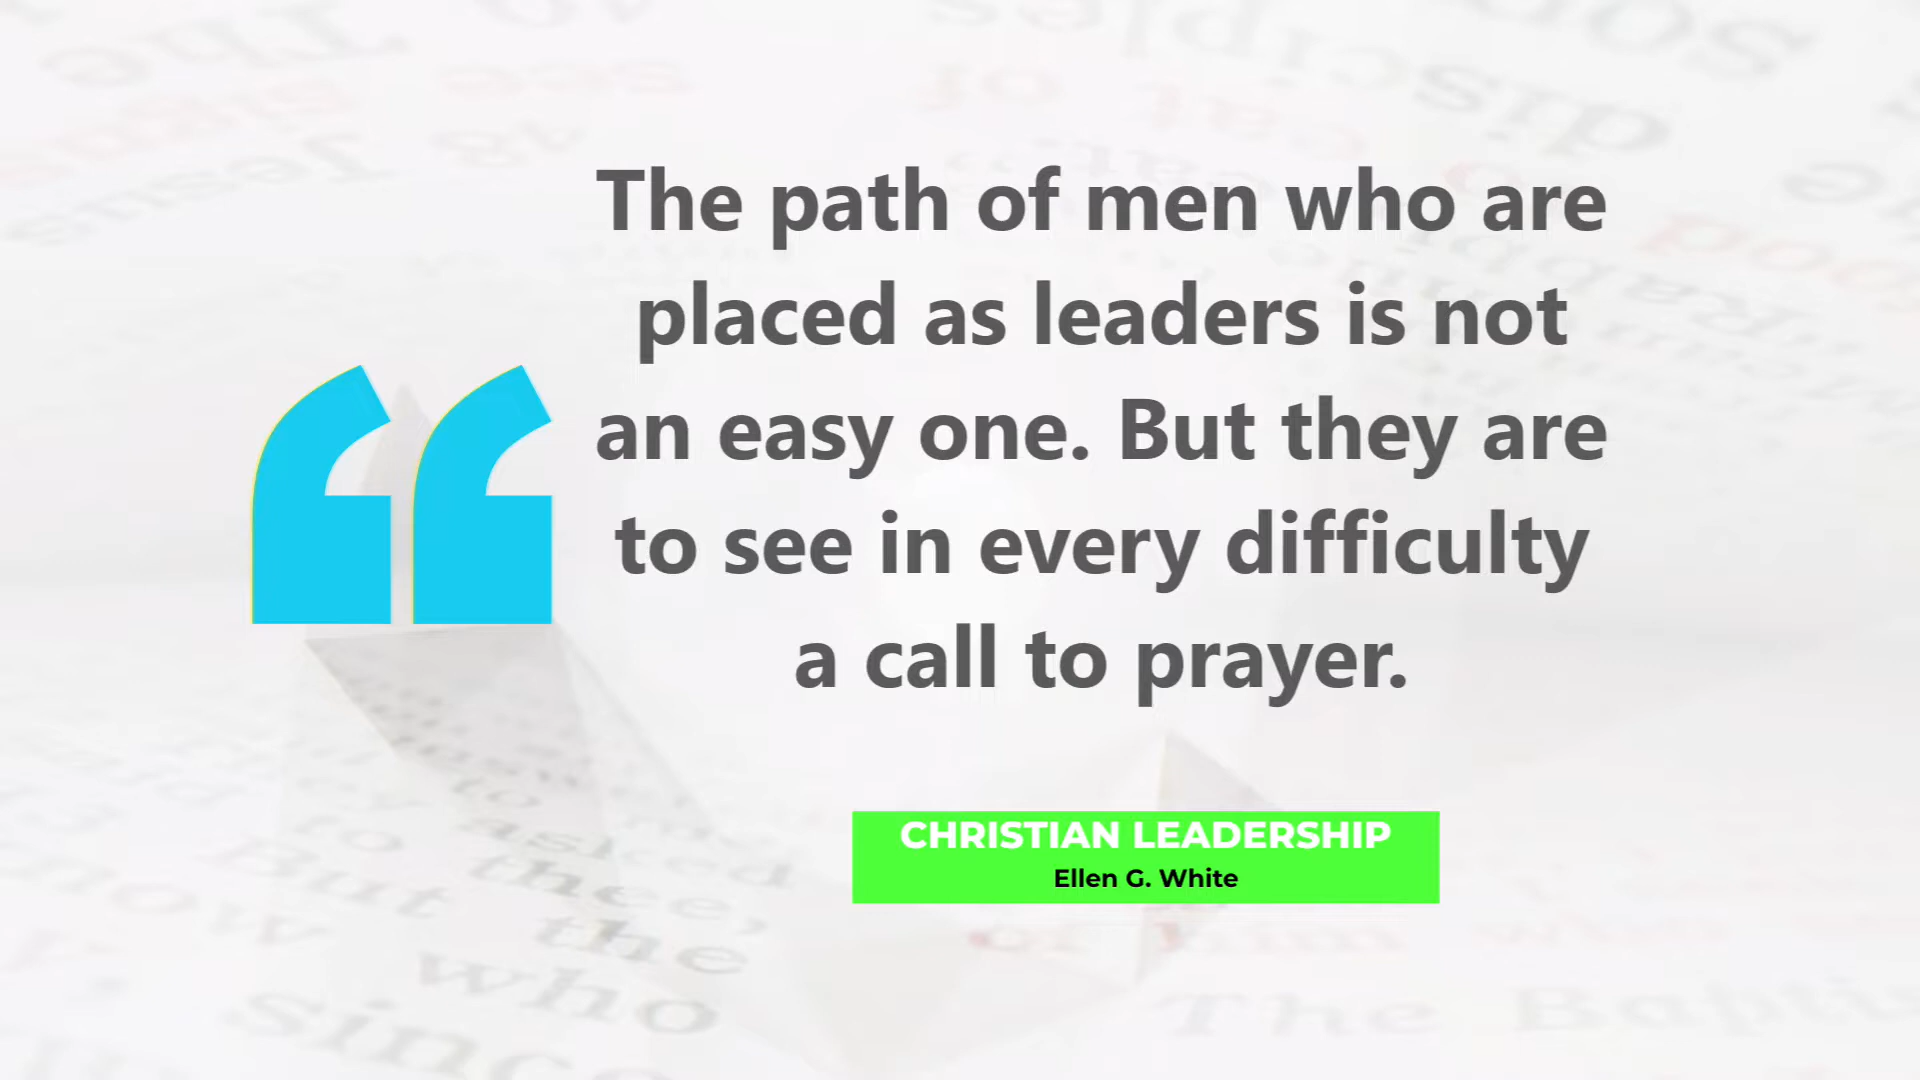 The path of men who are
placed as leaders is not
an easy one. But they are
to see in every difficulty
a call to prayer.
CHRISTIAN LEADERSHIP
Ellen G. White